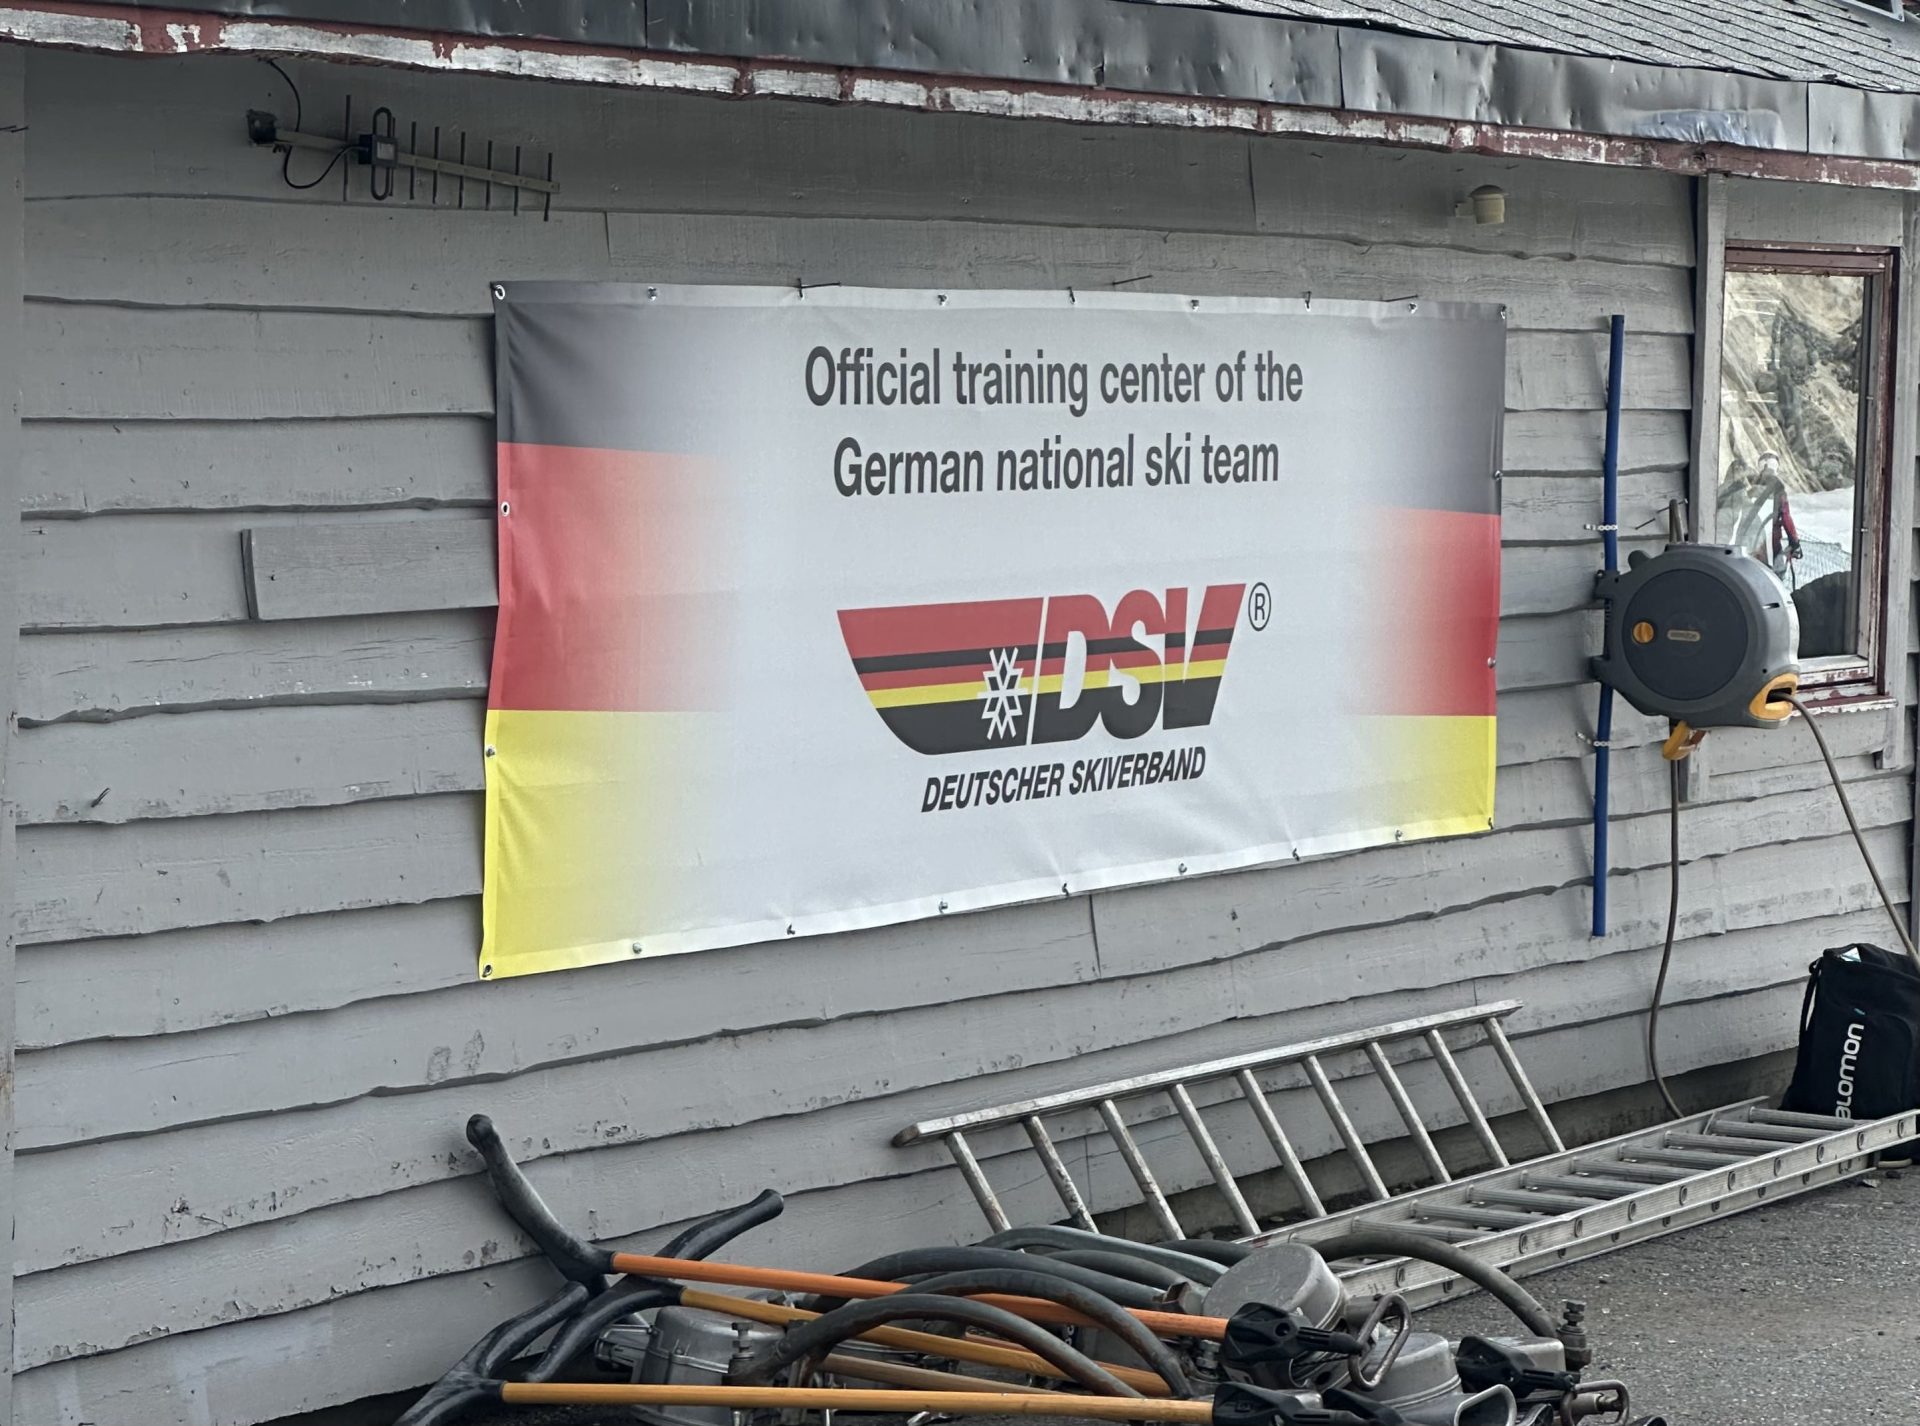 Official training center of the
German national ski team
DSV ®
DEUTSCHER SKIVERBAND
salomon